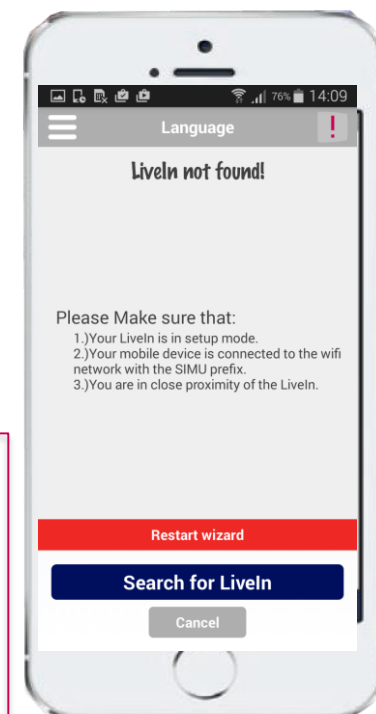 76% 14:09
Language
!
LiveIn not found!
Please Make sure that:
1.)Your LiveIn is in setup mode.
2.)Your mobile device is connected to the wifi
network with the SIMU prefix.
3.)You are in close proximity of the LiveIn.
Restart wizard
Search for LiveIn
Cancel